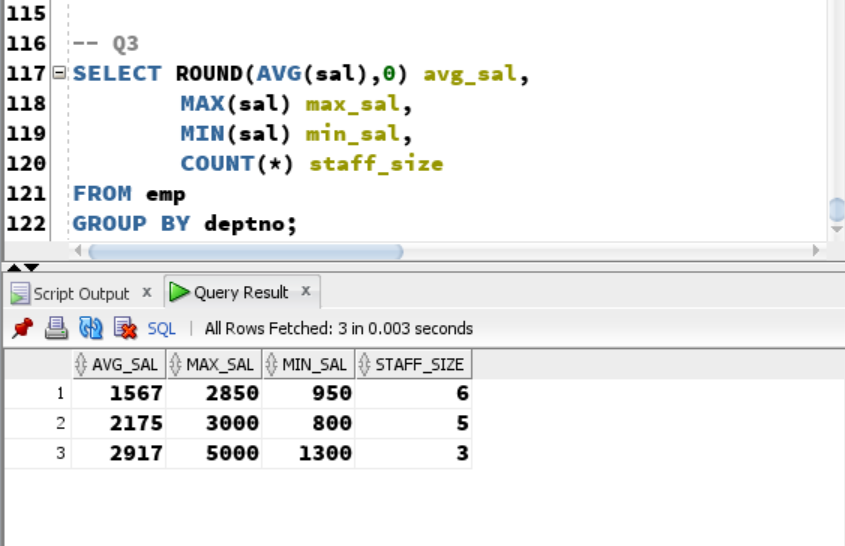 115
116 -- Q3
117 SELECT ROUND(AVG(sal),0) avg_sal,
118 MAX(sal) max_sal,
119 MIN(sal) min_sal,
120 COUNT(*) staff_size
121 FROM emp
122 GROUP BY deptno;
Script Output x Query Result x
SQL | All Rows Fetched: 3 in 0.003 seconds
AVG_SAL MAX_SAL MIN_SAL STAFF_SIZE
1 1567 2850 950 6
2 2175 3000 800 5
3 2917 5000 1300 3